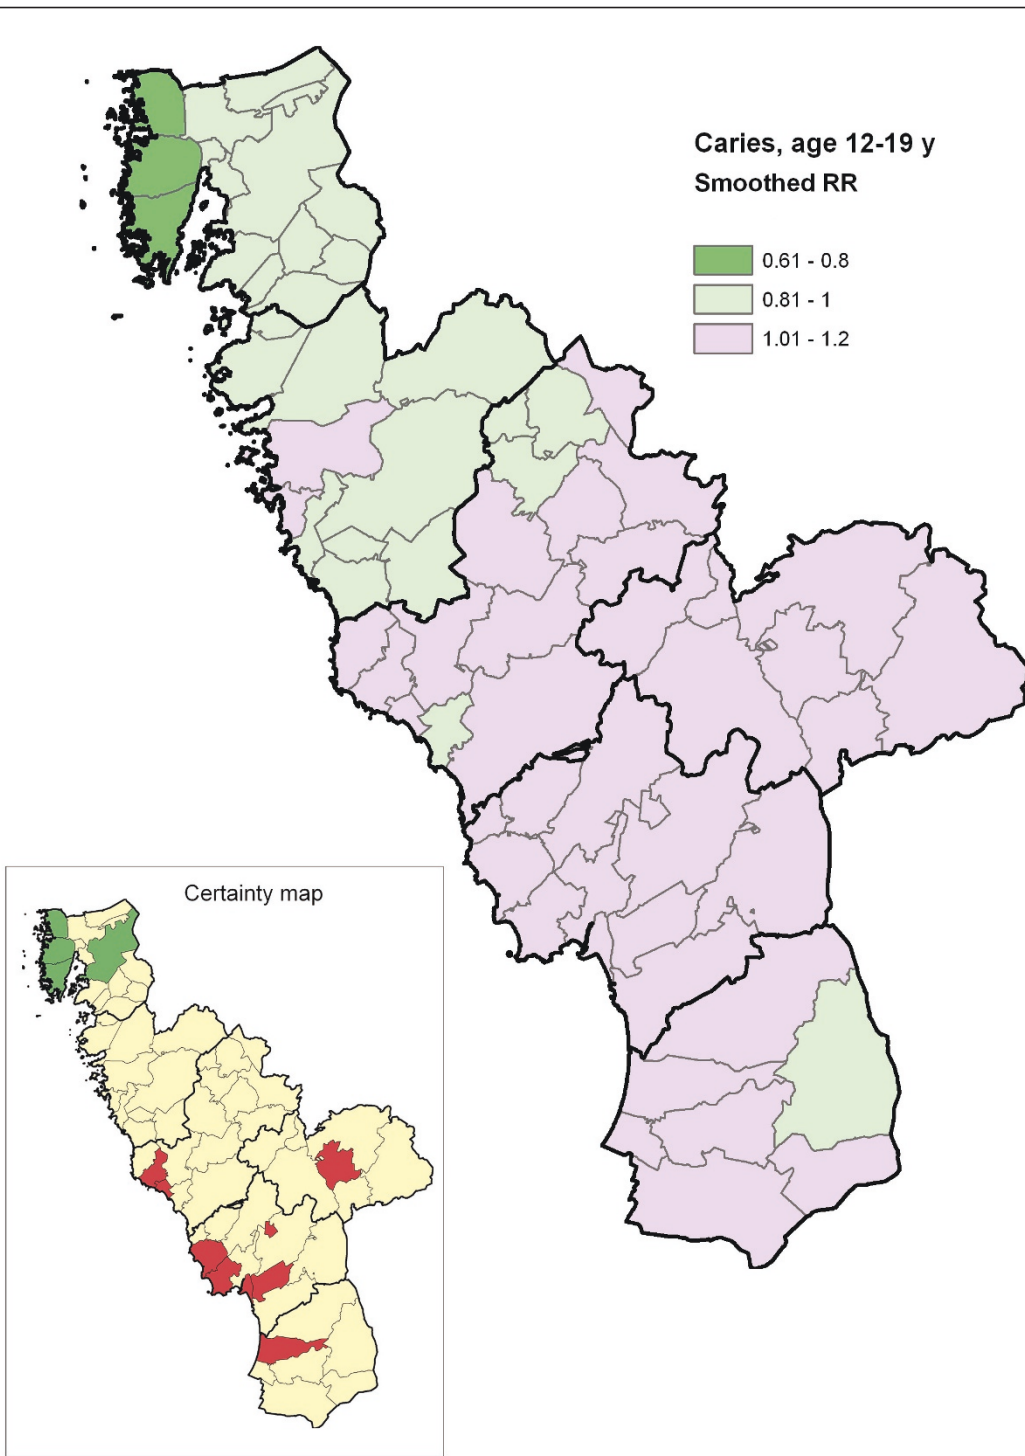 Caries, age 12-19 y
Smoothed RR
0.61 - 0.8
0.81 - 1
1.01 - 1.2
Certainty map